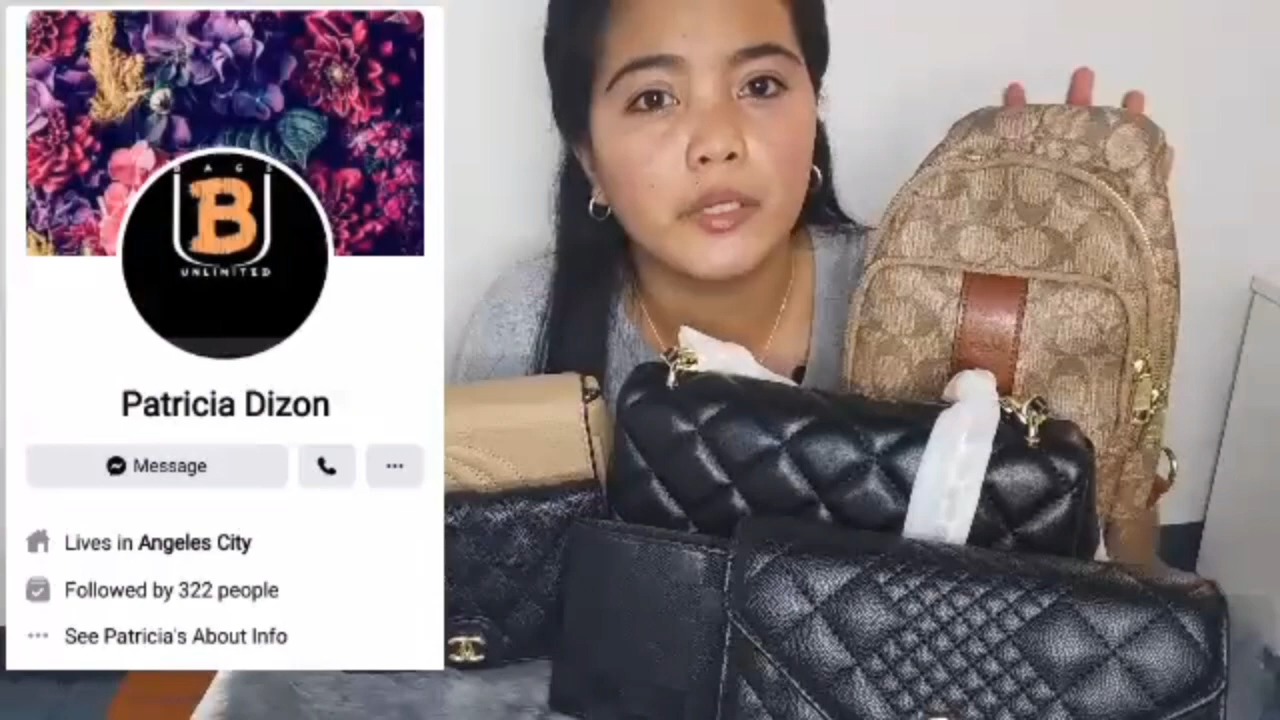 BAGS
B
UNLIMITED
Patricia Dizon
Message
Lives in Angeles City
Followed by 322 people
See Patricia's About Info